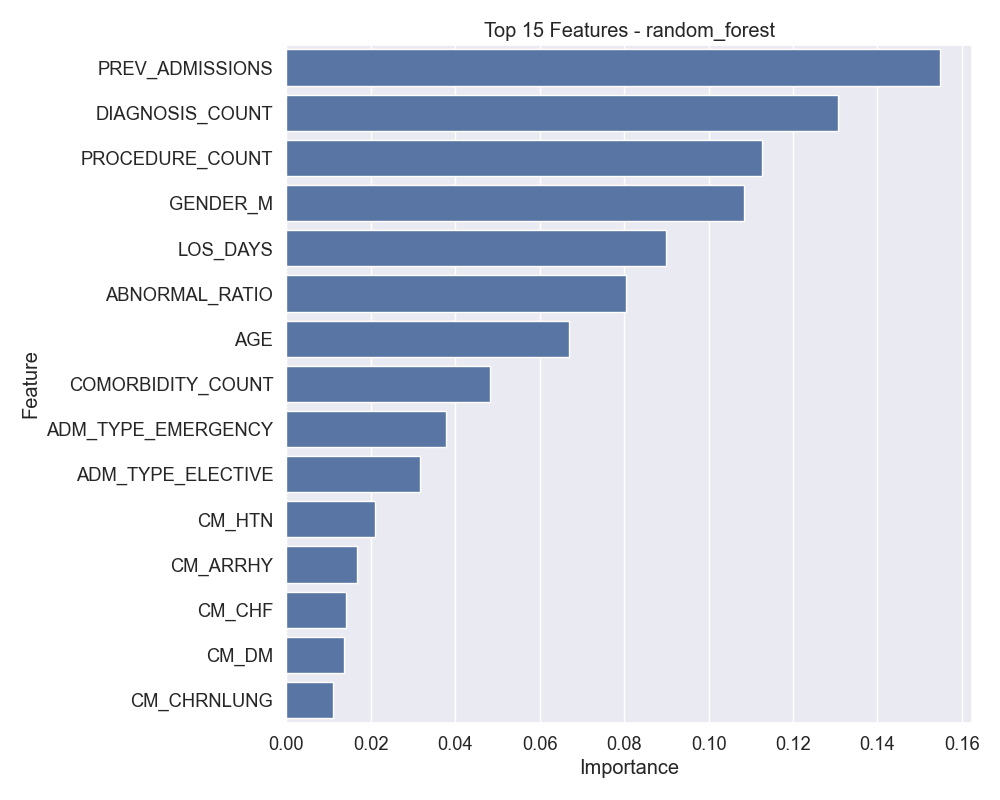 Top 15 Features - random_forest
Feature
PREV_ADMISSIONS
DIAGNOSIS_COUNT
PROCEDURE_COUNT
GENDER_M
LOS_DAYS
ABNORMAL_RATIO
AGE
COMORBIDITY_COUNT
ADM_TYPE_EMERGENCY
ADM_TYPE_ELECTIVE
CM_HTN
CM_ARRHY
CM_CHF
CM_DM
CM_CHRNLUNG
0.00 0.02 0.04 0.06 0.08 0.10 0.12 0.14 0.16
Importance